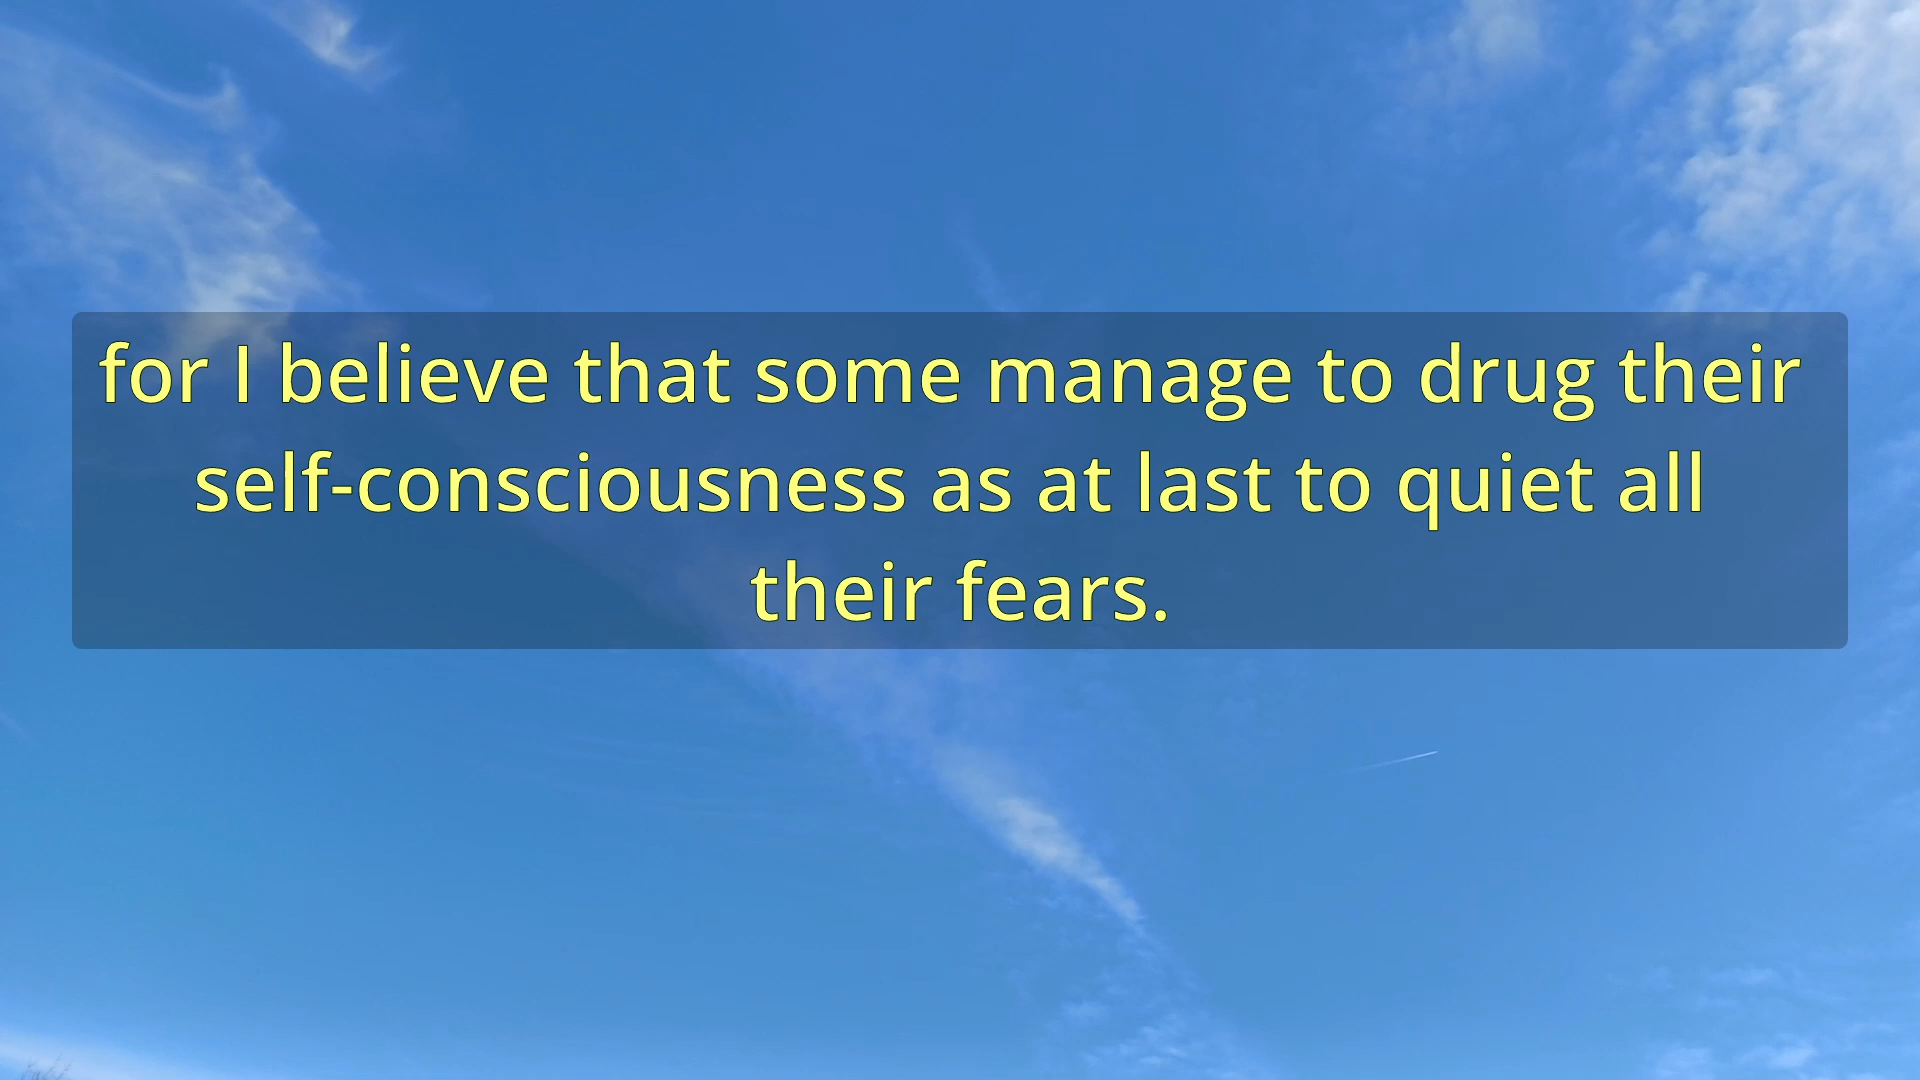 for I believe that some manage to drug their
self-consciousness as at last to quiet all
their fears.